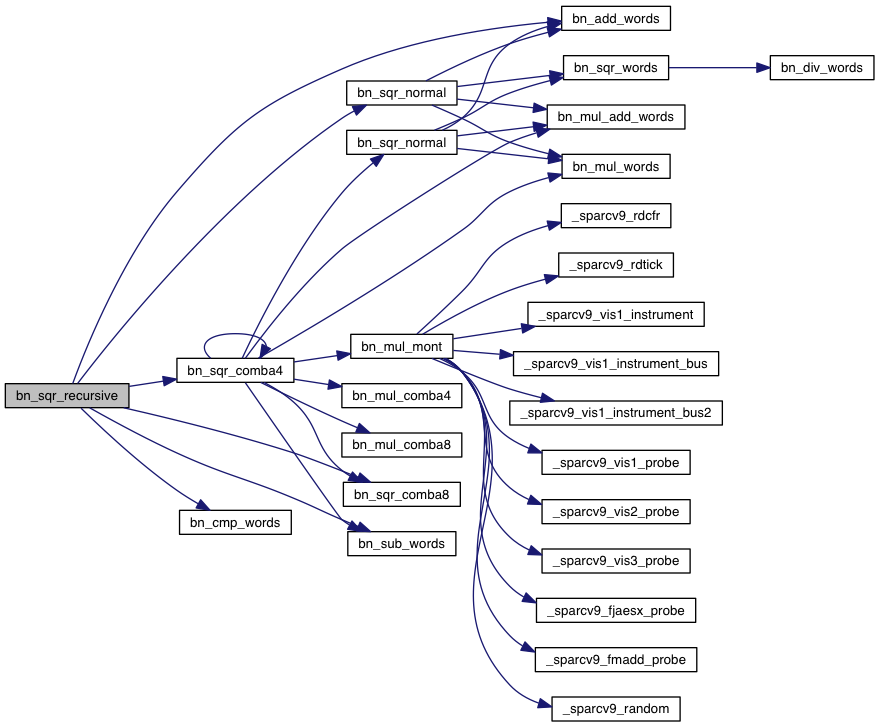 bn_add_words
bn_sqr_words
bn_div_words
bn_sqr_normal
bn_mul_add_words
bn_sqr_normal
bn_mul_words
_sparcv9_rdcfr
_sparcv9_rdtick
_sparcv9_vis1_instrument
bn_mul_mont
_sparcv9_vis1_instrument_bus
bn_sqr_comba4
bn_sqr_recursive
bn_mul_comba4
_sparcv9_vis1_instrument_bus2
bn_mul_comba8
_sparcv9_vis1_probe
bn_sqr_comba8
_sparcv9_vis2_probe
bn_cmp_words
bn_sub_words
_sparcv9_vis3_probe
_sparcv9_fjaesx_probe
_sparcv9_fmadd_probe
_sparcv9_random